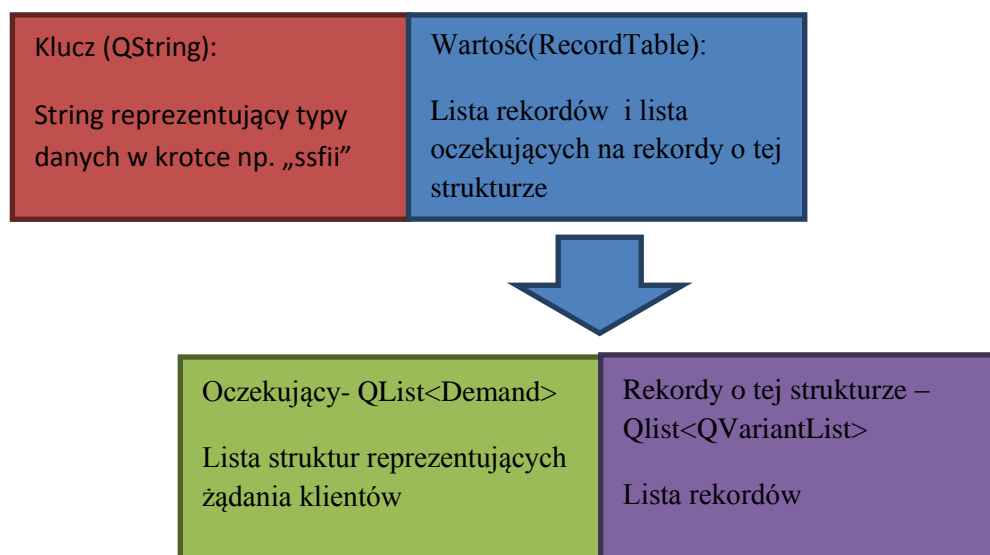 Klucz (QString):
String reprezentujący typy
danych w krotce np. „ssfii”
Wartość(RecordTable):
Lista rekordów i lista
oczekujących na rekordy o tej
strukturze
Oczekujący- QList<Demand>
Lista struktur reprezentujących
żądania klientów
Rekordy o tej strukturze –
Qlist<QVariantList>
Lista rekordów